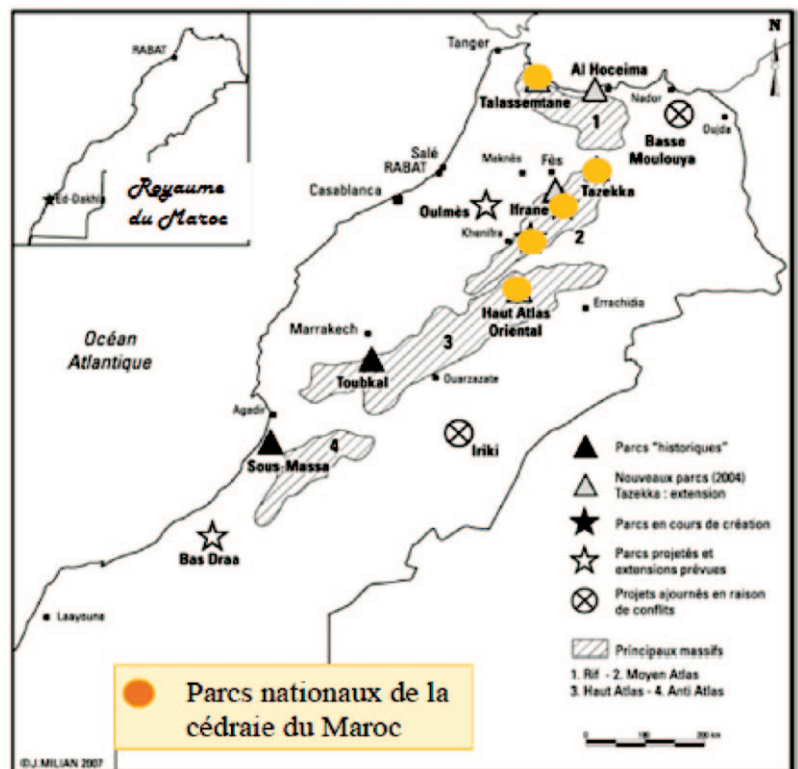 RABAT
Ed-Dakhla
Royaume
du Maroc
N
Tanger
Al Hoceima
Talassemtane
Nador
Oujda
1
Basse
Moulouya
Salé
RABAT
Meknès
Fès
Tazekka
Casablanca
Oulmès
Ifrane
Khenifra
2
Océan
Atlantique
Marrakech
3
Haut Atlas
Oriental
Errachidia
Toubkal
Ouarzazate
Agadir
4
Sous-Massa
Iriki
Bas Draa
Laayoune
Parcs "historiques"
Nouveaux parcs (2004)
Tazekka : extension
Parcs en cours de création
Parcs projetés et
extensions prévues
Projets ajournés en raison
de conflits
Principaux massifs
1. Rif - 2. Moyen Atlas
3. Haut Atlas - 4. Anti Atlas
0 100 200 km
Parcs nationaux de la
cédraie du Maroc
©J.MILIAN 2007